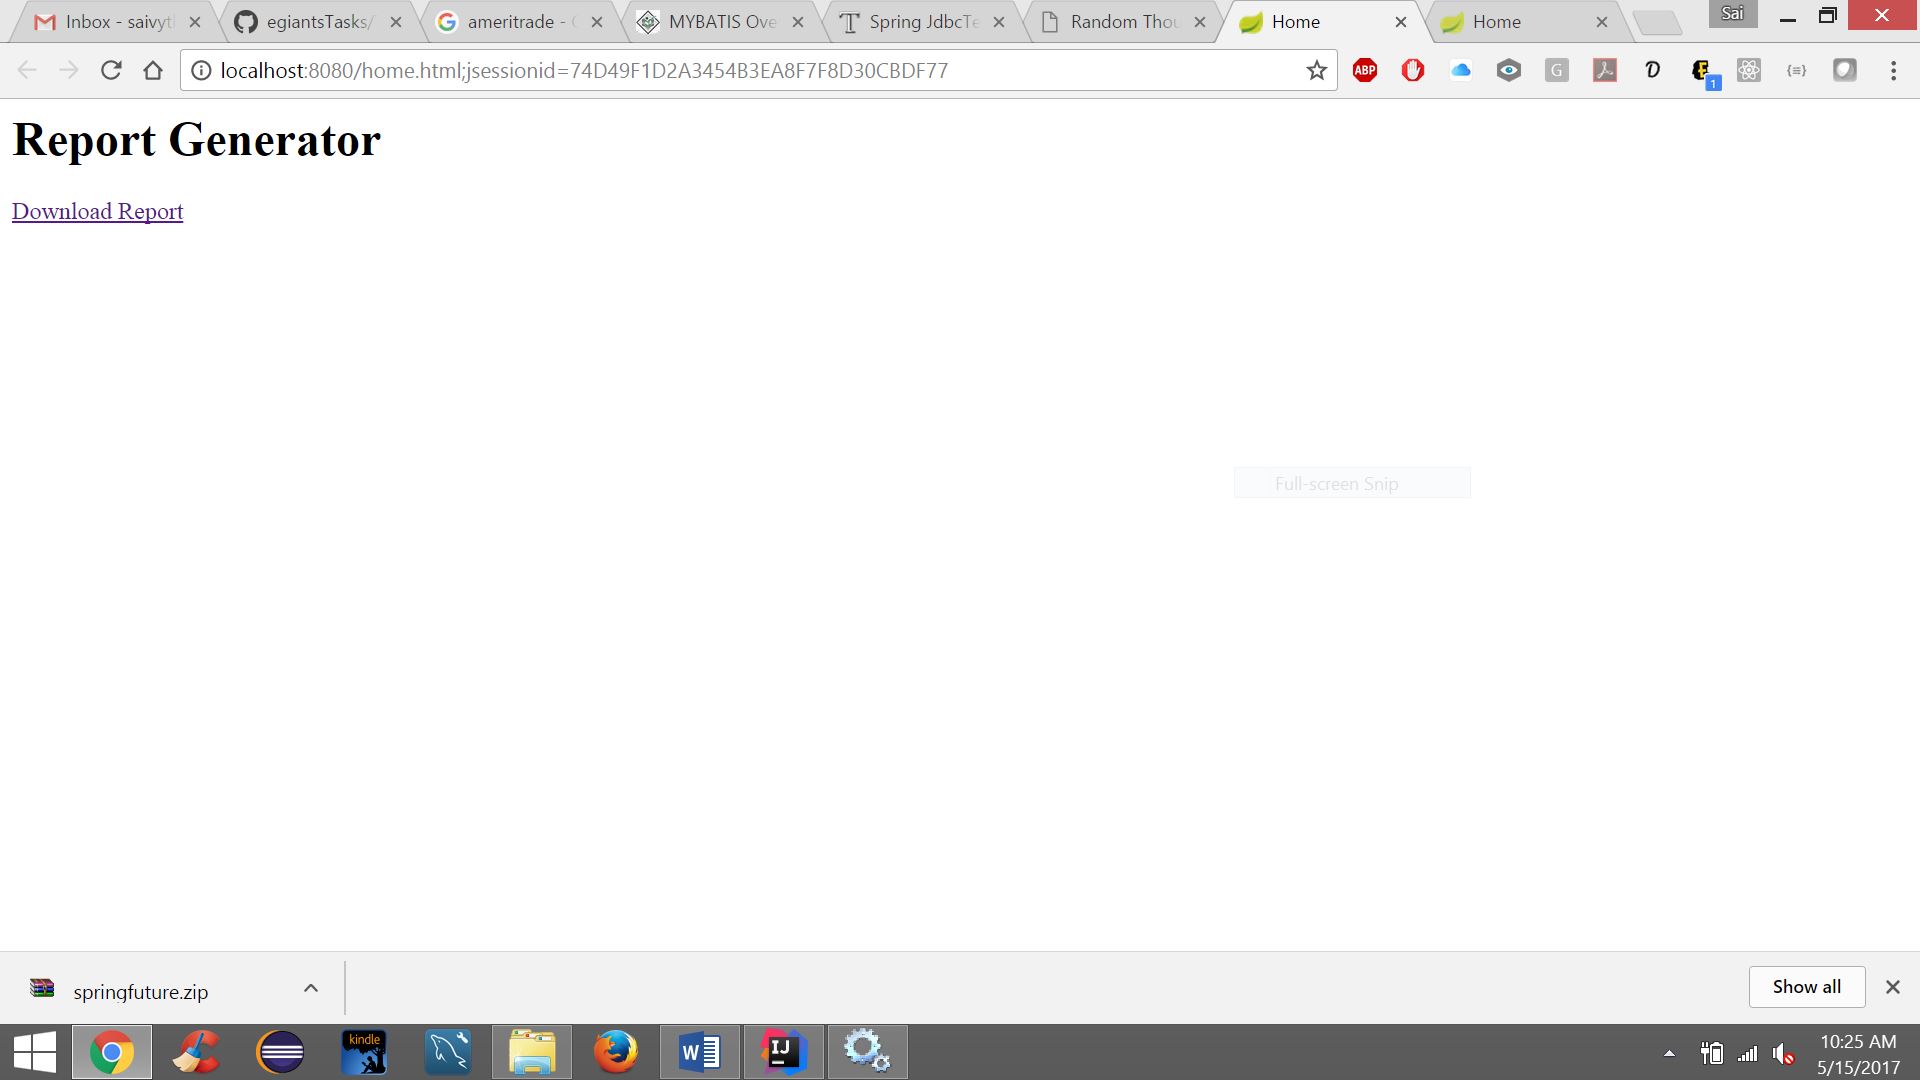 Inbox - saivyt
egiantsTasks/
ameritrade - G
MYBATIS Ove
Spring JdbcTe
Random Thou
Home
Home
Sai
localhost:8080/home.html;jsessionid=74D49F1D2A3454B3EA8F7F8D30CBDF77
ABP
G
D
1
Report Generator
Download Report
Full-screen Snip
springfuture.zip
Show all
kindle
W
IJ
10:25 AM
5/15/2017